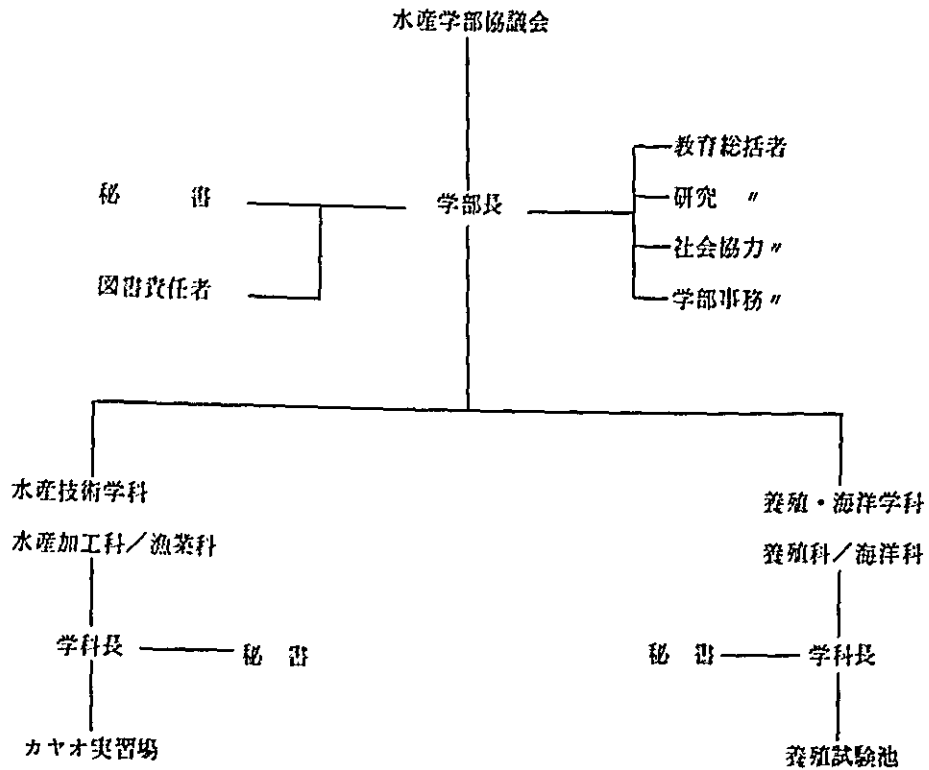 水産学部協議会
教育総括者
秘 書
学部長
研究 〃
社会協力〃
図書責任者
学部事務〃
水産技術学科
養殖・海洋学科
水産加工科/漁業科
養殖科/海洋科
学科長
秘 書
秘 書
学科長
カヤオ実習場
養殖試験池